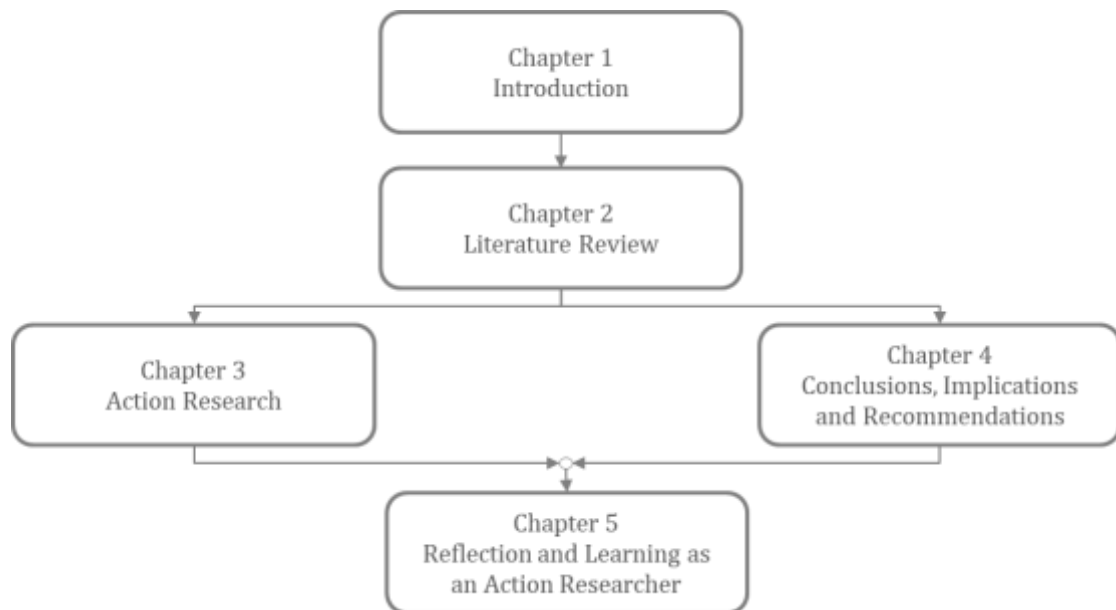 Chapter 1
Introduction
Chapter 2
Literature Review
Chapter 3
Action Research
Chapter 4
Conclusions, Implications
and Recommendations
Chapter 5
Reflection and Learning as
an Action Researcher